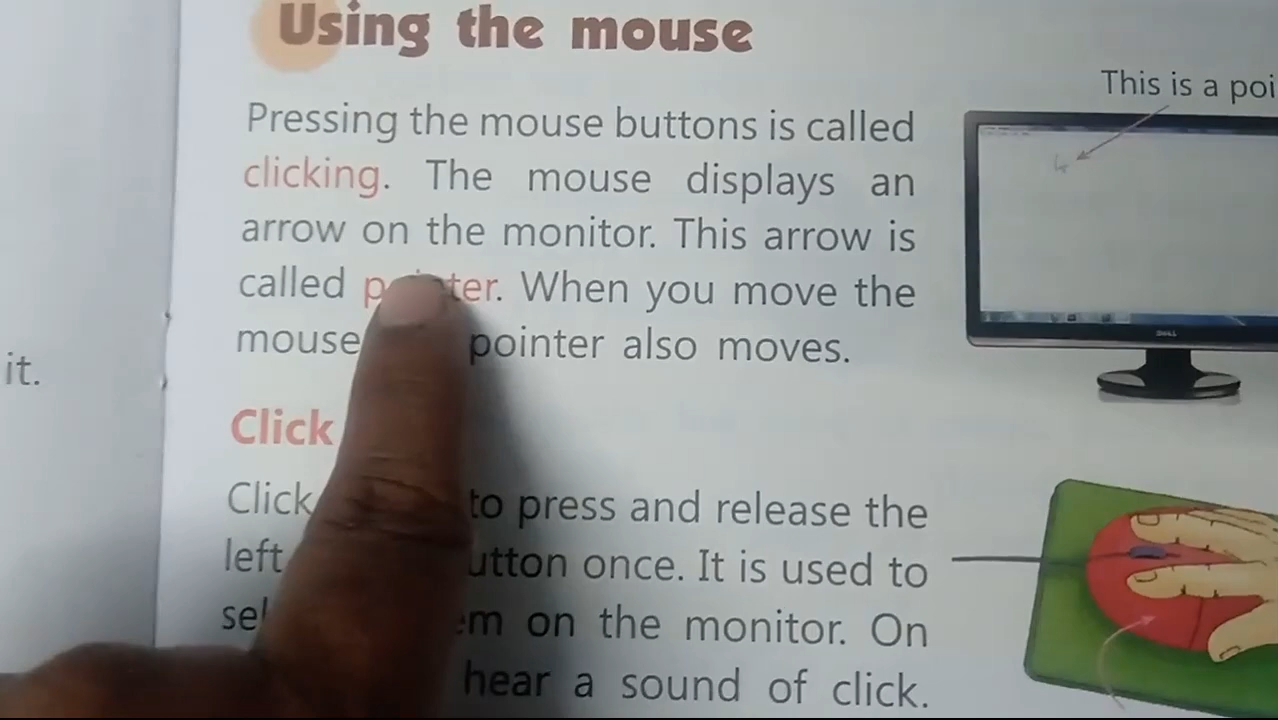 Using the mouse
This is a poi
Pressing the mouse buttons is called
clicking. The mouse displays an
arrow on the monitor. This arrow is
called pointer. When you move the
mouse pointer also moves.
it.
DELL
Click
Click to press and release the
left utton once. It is used to
on the monitor. On
hear a sound of click.